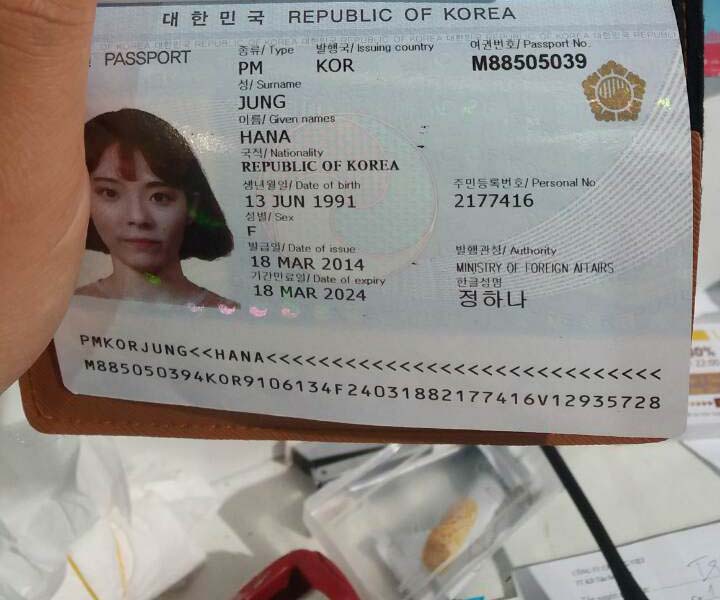 대한민국 REPUBLIC OF KOREA
PASSPORT
종류/ Type 발행국/ Issuing country 여권번호/ Passport No.
PM KOR M88505039
성/ Surname
JUNG
이름/ Given names
HANA
국적/ Nationality
REPUBLIC OF KOREA
생년월일/ Date of birth 주민등록번호/ Personal No
13 JUN 1991 2177416
성별/ Sex
F
발급일/ Date of issue 발행관청/ Authority
18 MAR 2014 MINISTRY OF FOREIGN AFFAIRS
기간만료일/ Date of expiry 한글성명
18 MAR 2024 정하나
PMKORJUNG<<HANA<<<<<<<<<<<<<<<<<<<<<<<<<<<<<
M885050394KOR9106134F24031882177416V12935728